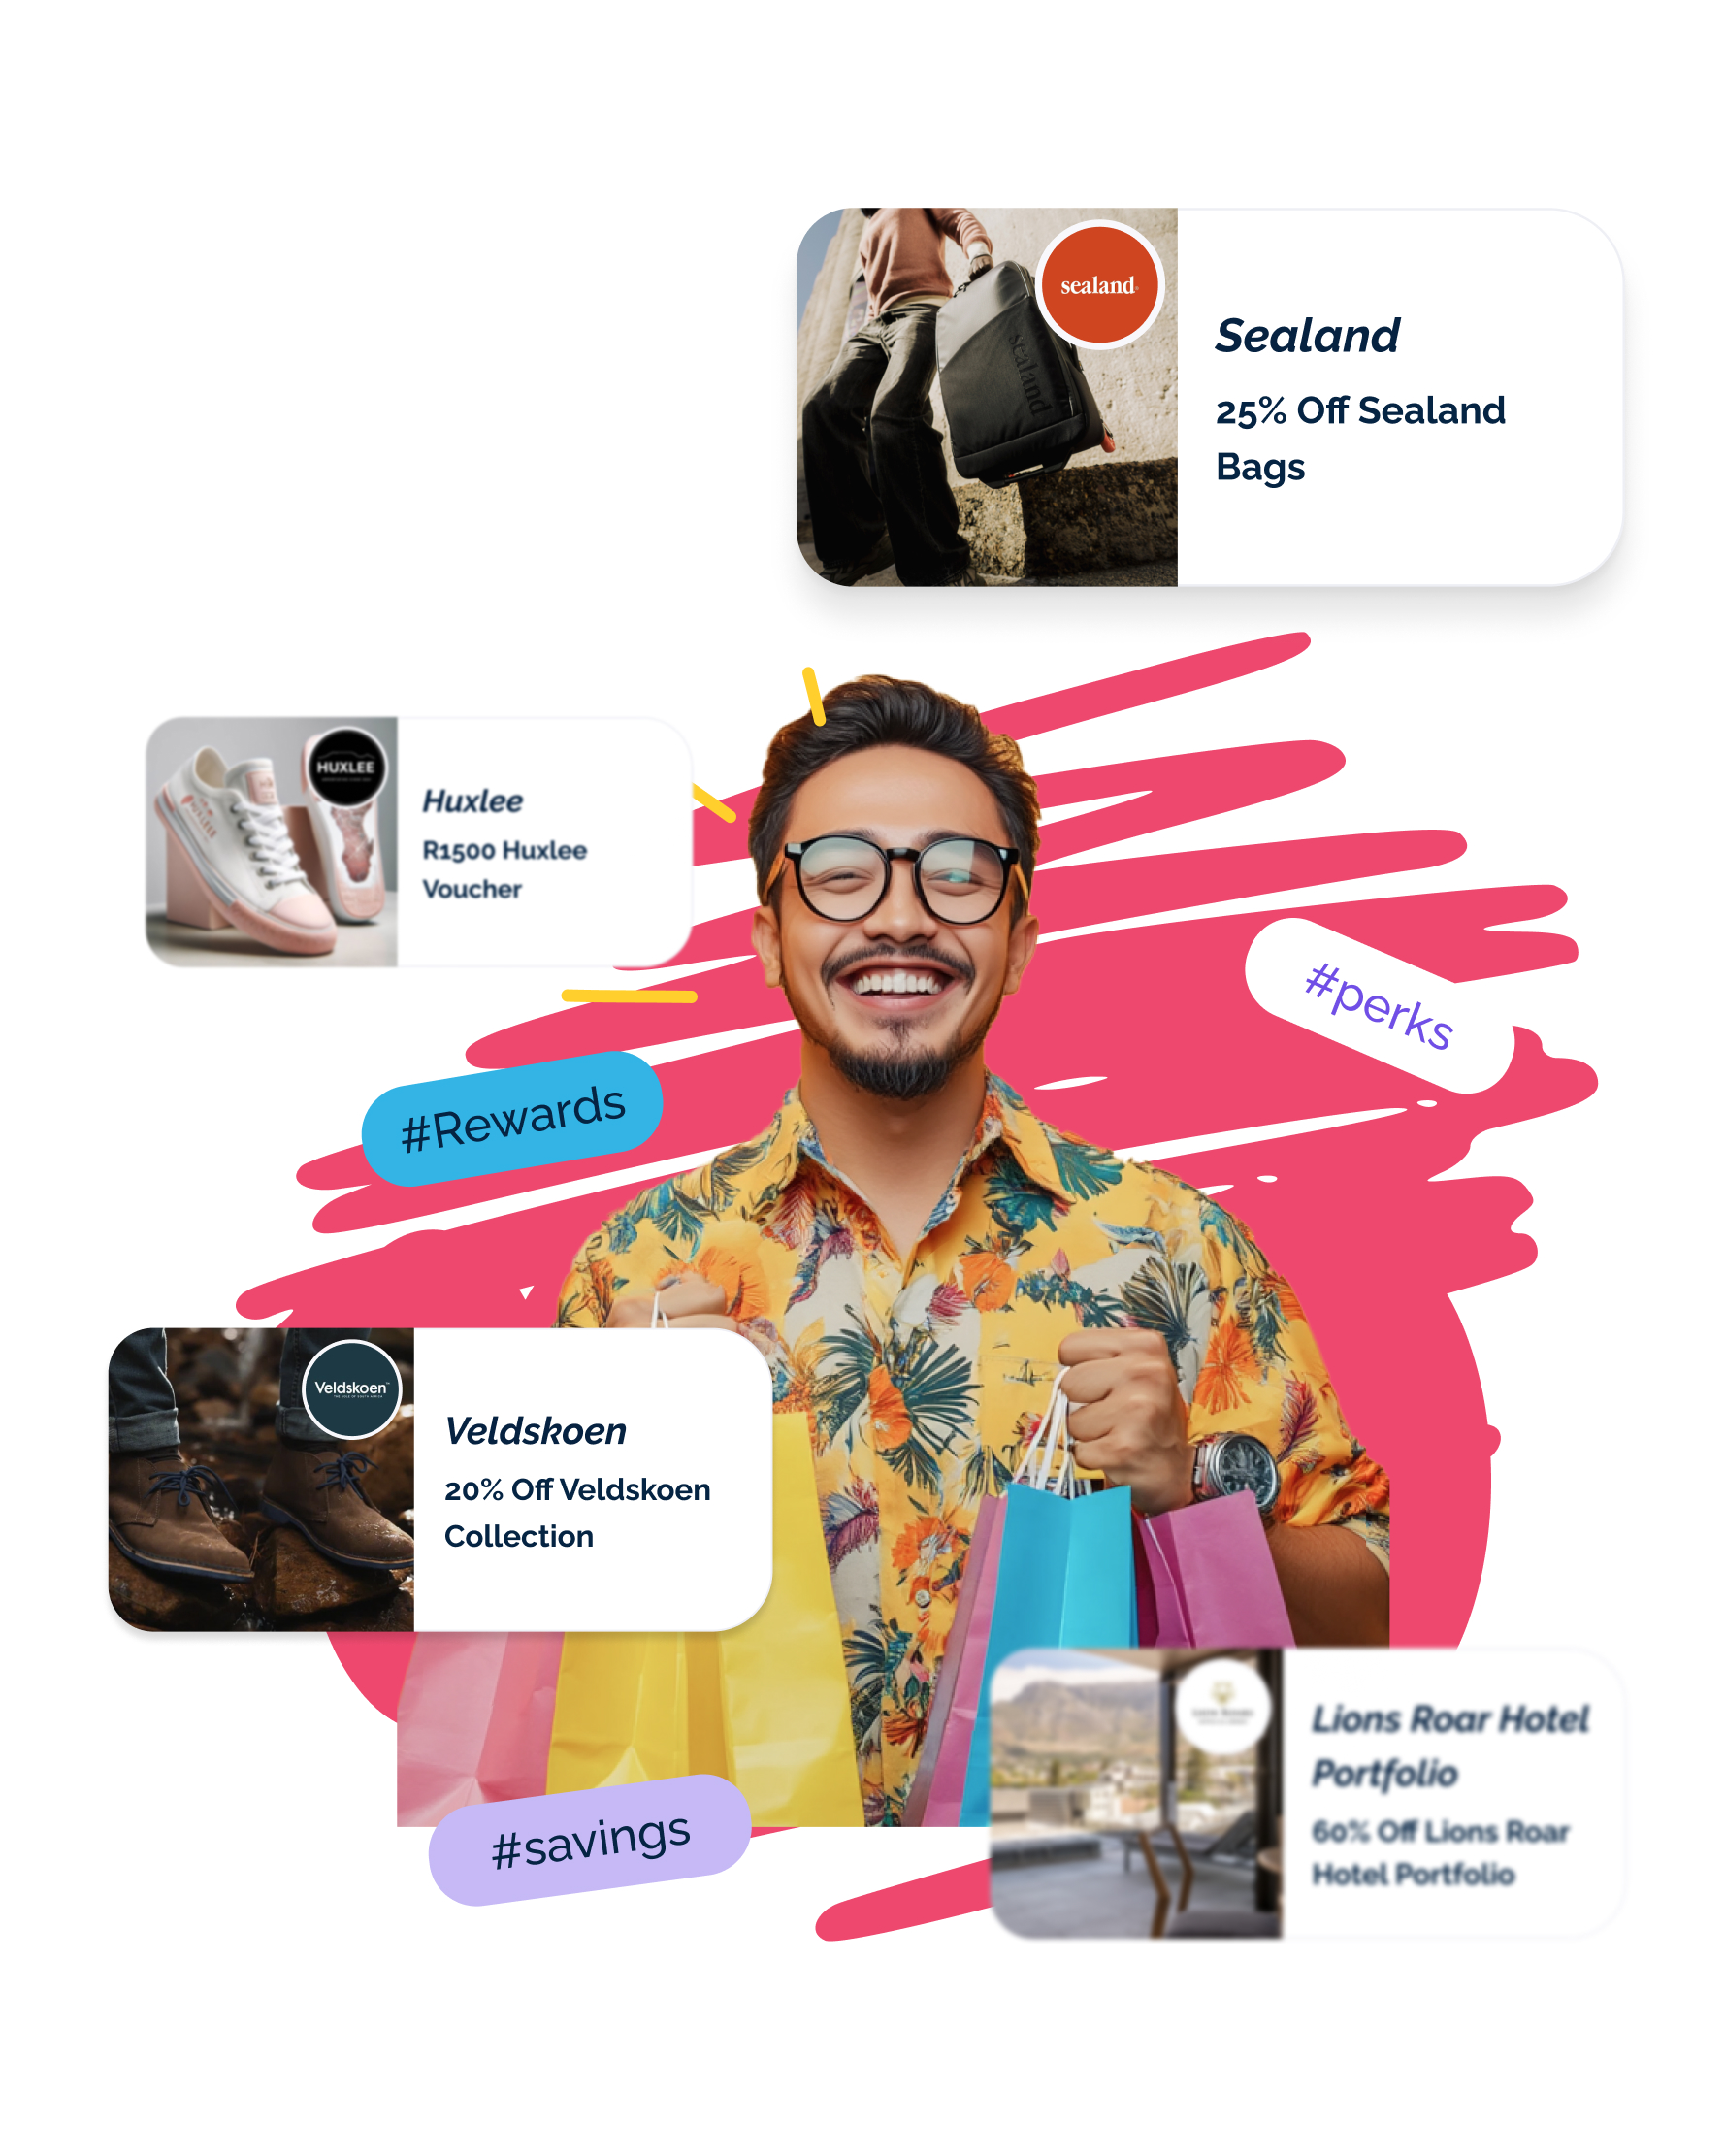 sealand
sealand
Sealand
25% Off Sealand
Bags
HUXLEE
Huxlee
R1500 Huxlee
Voucher
#perks
#Rewards
Veldskoen
Veldskoen
20% Off Veldskoen
Collection
Lions Roar Hotel
Portfolio
60% Off Lions Roar
Hotel Portfolio
#savings